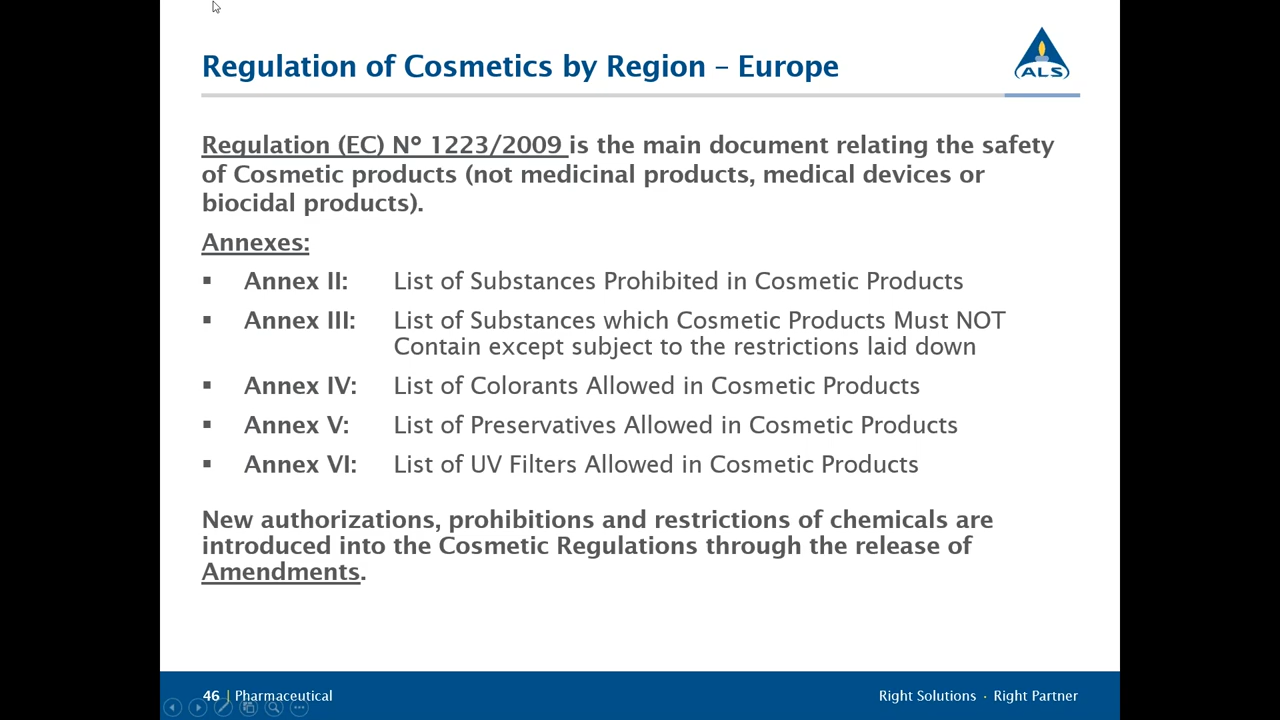 Regulation of Cosmetics by Region – Europe
ALS
Regulation (EC) Nº 1223/2009 is the main document relating the safety
of Cosmetic products (not medicinal products, medical devices or
biocidal products).
Annexes:
▪ Annex II: List of Substances Prohibited in Cosmetic Products
▪ Annex III: List of Substances which Cosmetic Products Must NOT
Contain except subject to the restrictions laid down
▪ Annex IV: List of Colorants Allowed in Cosmetic Products
▪ Annex V: List of Preservatives Allowed in Cosmetic Products
▪ Annex VI: List of UV Filters Allowed in Cosmetic Products
New authorizations, prohibitions and restrictions of chemicals are
introduced into the Cosmetic Regulations through the release of
Amendments.
46 | Pharmaceutical
Right Solutions · Right Partner